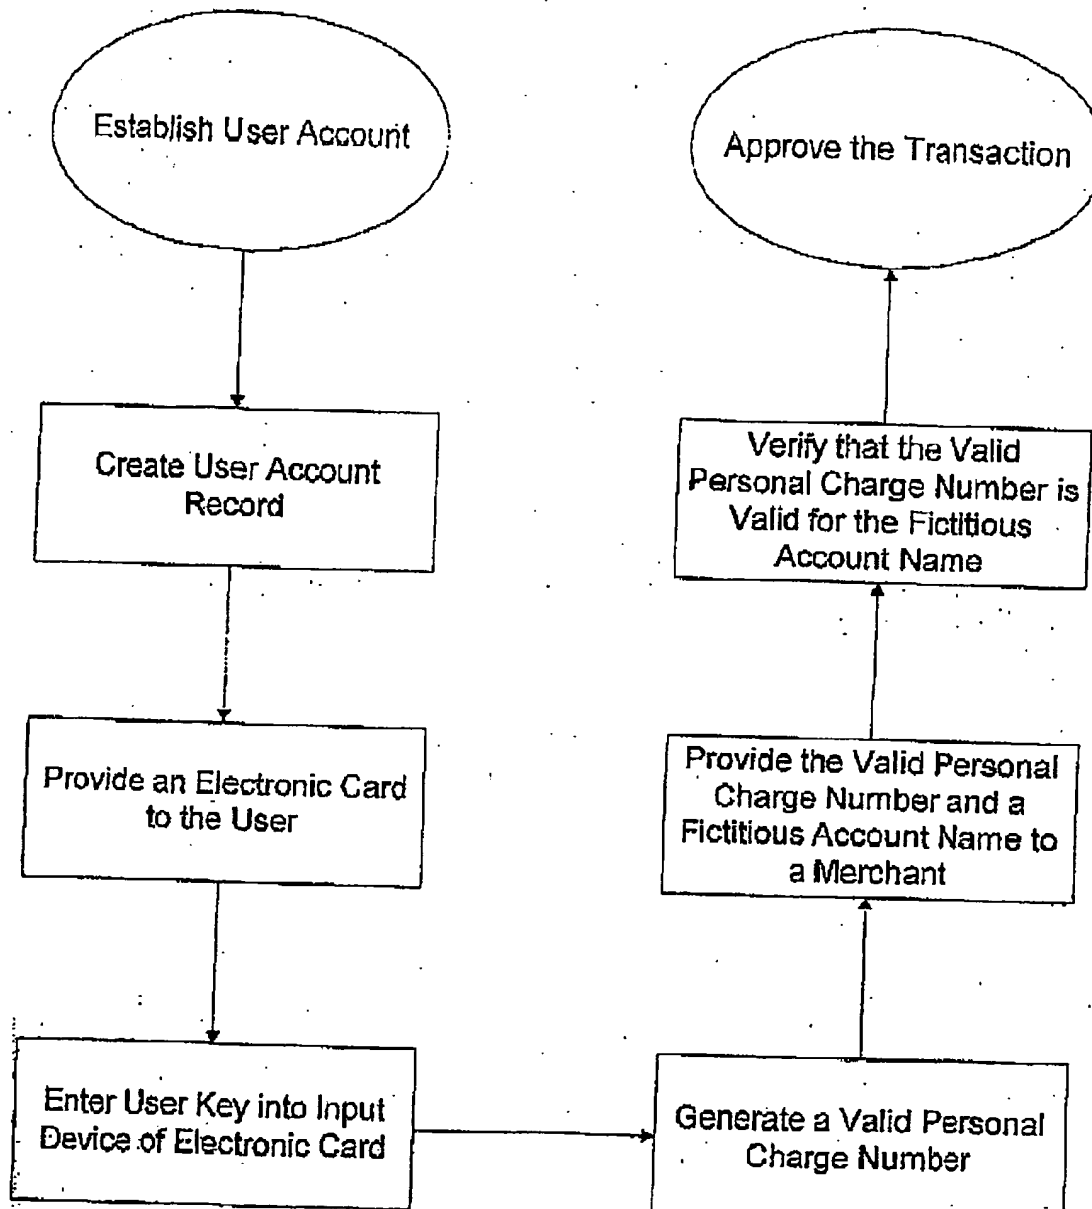 Establish User Account
Create User Account
Record
Provide an Electronic Card
to the User
Enter User Key into Input
Device of Electronic Card
Generate a Valid Personal
Charge Number
Provide the Valid Personal
Charge Number and a
Fictitious Account Name to
a Merchant
Verify that the Valid
Personal Charge Number is
Valid for the Fictitious
Account Name
Approve the Transaction